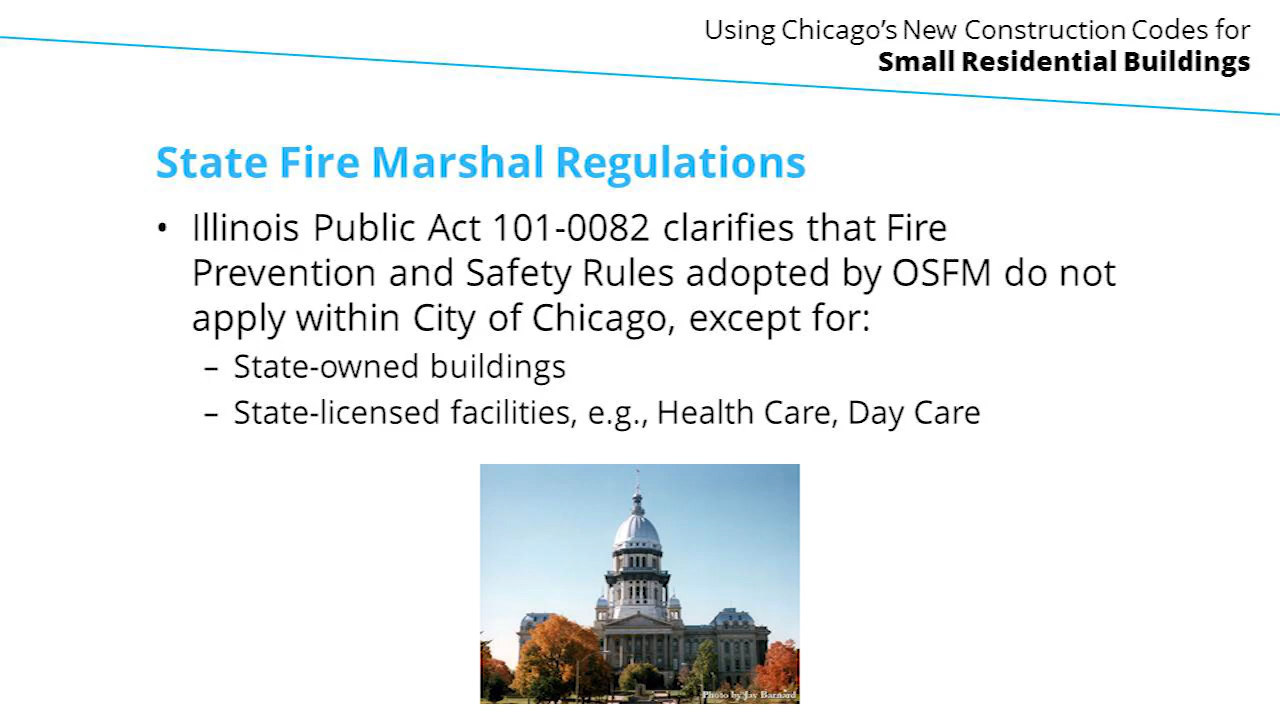 Using Chicago’s New Construction Codes for
Small Residential Buildings
State Fire Marshal Regulations
• Illinois Public Act 101-0082 clarifies that Fire
Prevention and Safety Rules adopted by OSFM do not
apply within City of Chicago, except for:
– State-owned buildings
– State-licensed facilities, e.g., Health Care, Day Care
Photo by Jay Barnard